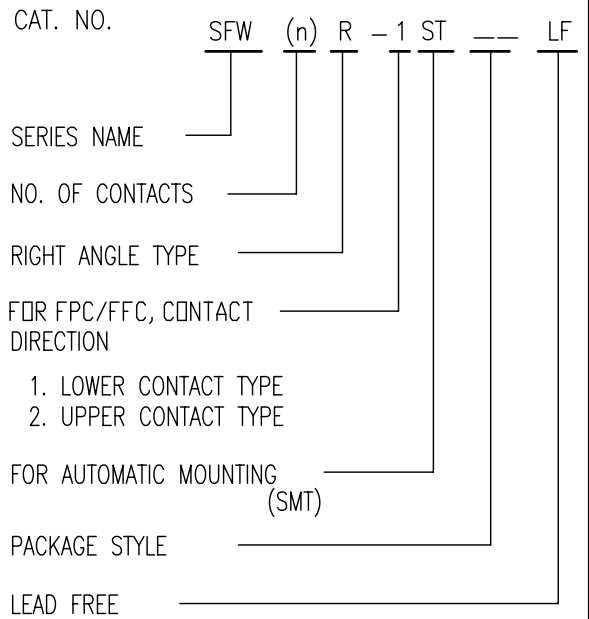 CAT. NO.
SFW (n) R - 1 ST __ LF
SERIES NAME
NO. OF CONTACTS
RIGHT ANGLE TYPE
FOR FPC/FFC, CONTACT
DIRECTION
1. LOWER CONTACT TYPE
2. UPPER CONTACT TYPE
FOR AUTOMATIC MOUNTING
(SMT)
PACKAGE STYLE
LEAD FREE